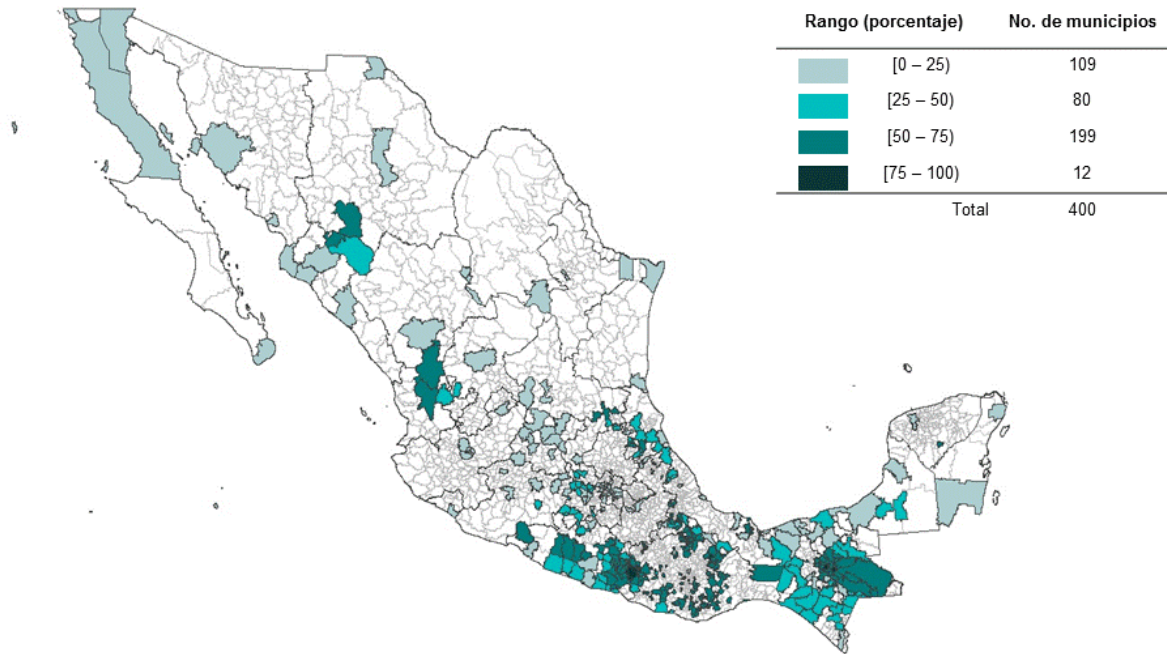 Rango (porcentaje) No. de municipios
[0 – 25) 109
[25 – 50) 80
[50 – 75) 199
[75 – 100) 12
Total 400